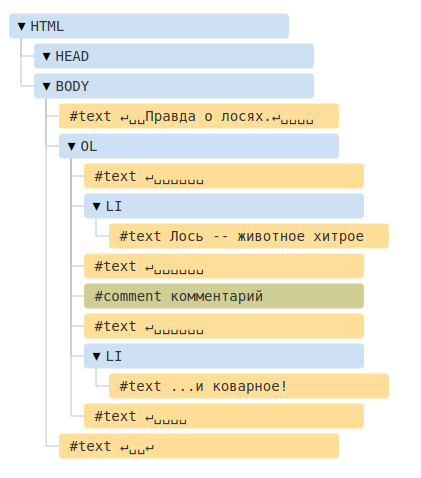 ▼ HTML
▼ HEAD
▼ BODY
#text ↵␣␣Правда о лосях.↵␣␣␣␣
▼ OL
#text ↵␣␣␣␣␣␣
▼ LI
#text Лось -- животное хитрое
#text ↵␣␣␣␣␣␣
#comment комментарий
#text ↵␣␣␣␣␣␣
▼ LI
#text ...и коварное!
#text ↵␣␣␣␣
#text ↵␣␣↵